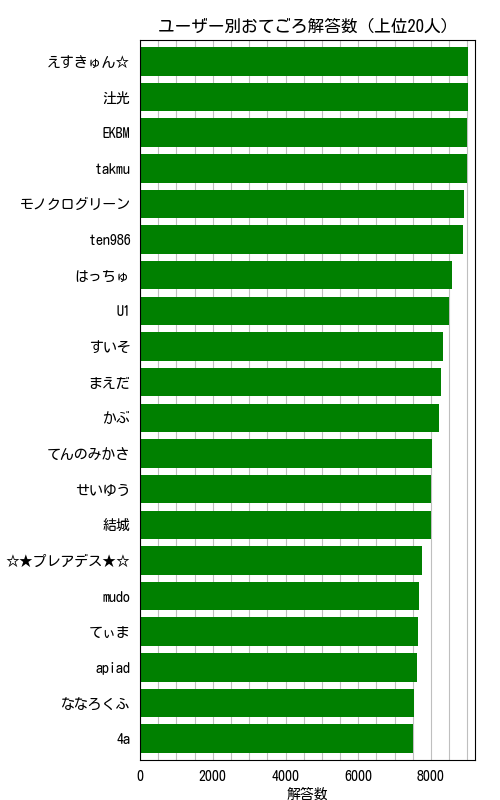 ユーザー別おてごろ解答数（上位20人）
えすきゅん☆
汢光
EKBM
takmu
モノクログリーン
ten986
はっちゅ
U1
すいそ
まえだ
かぶ
てんのみかさ
せいゆう
結城
☆★プレアデス★☆
mudo
てぃま
apiad
ななろくふ
4a
0 2000 4000 6000 8000
解答数